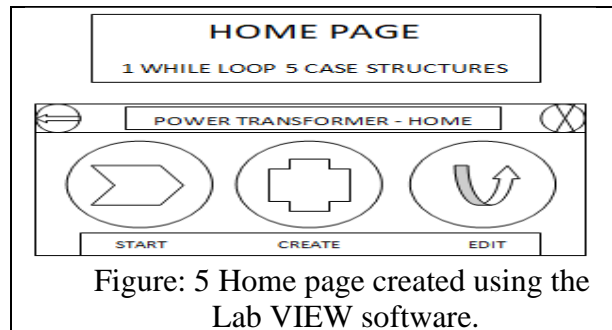 HOME PAGE
1 WHILE LOOP 5 CASE STRUCTURES
POWER TRANSFORMER - HOME
START CREATE EDIT
Figure: 5 Home page created using the
Lab VIEW software.